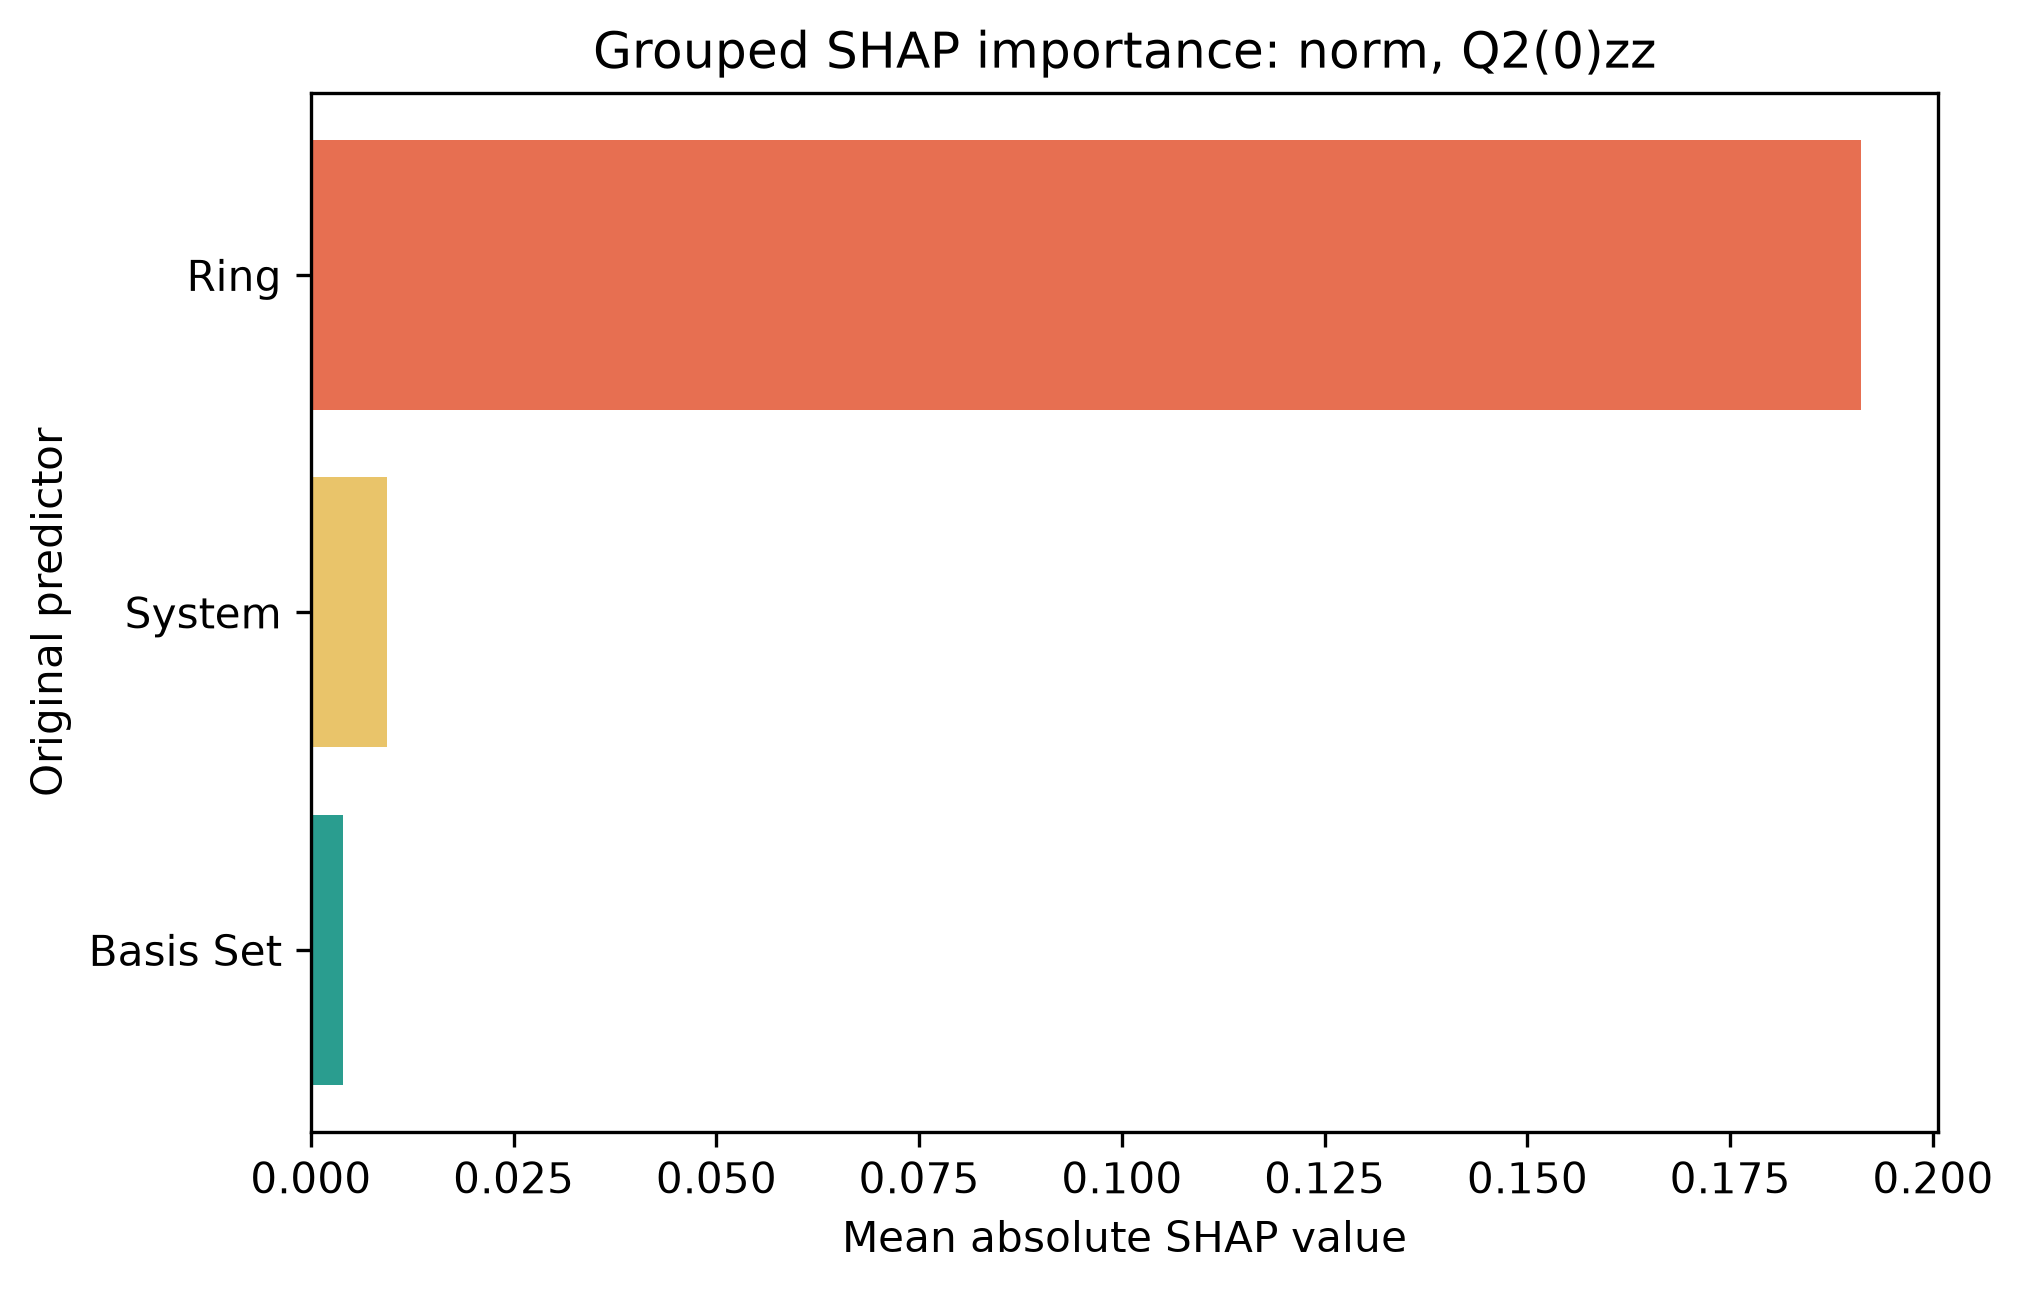 Grouped SHAP importance: norm, Q2(0)zz
Original predictor
Ring
System
Basis Set
0.000 0.025 0.050 0.075 0.100 0.125 0.150 0.175 0.200
Mean absolute SHAP value